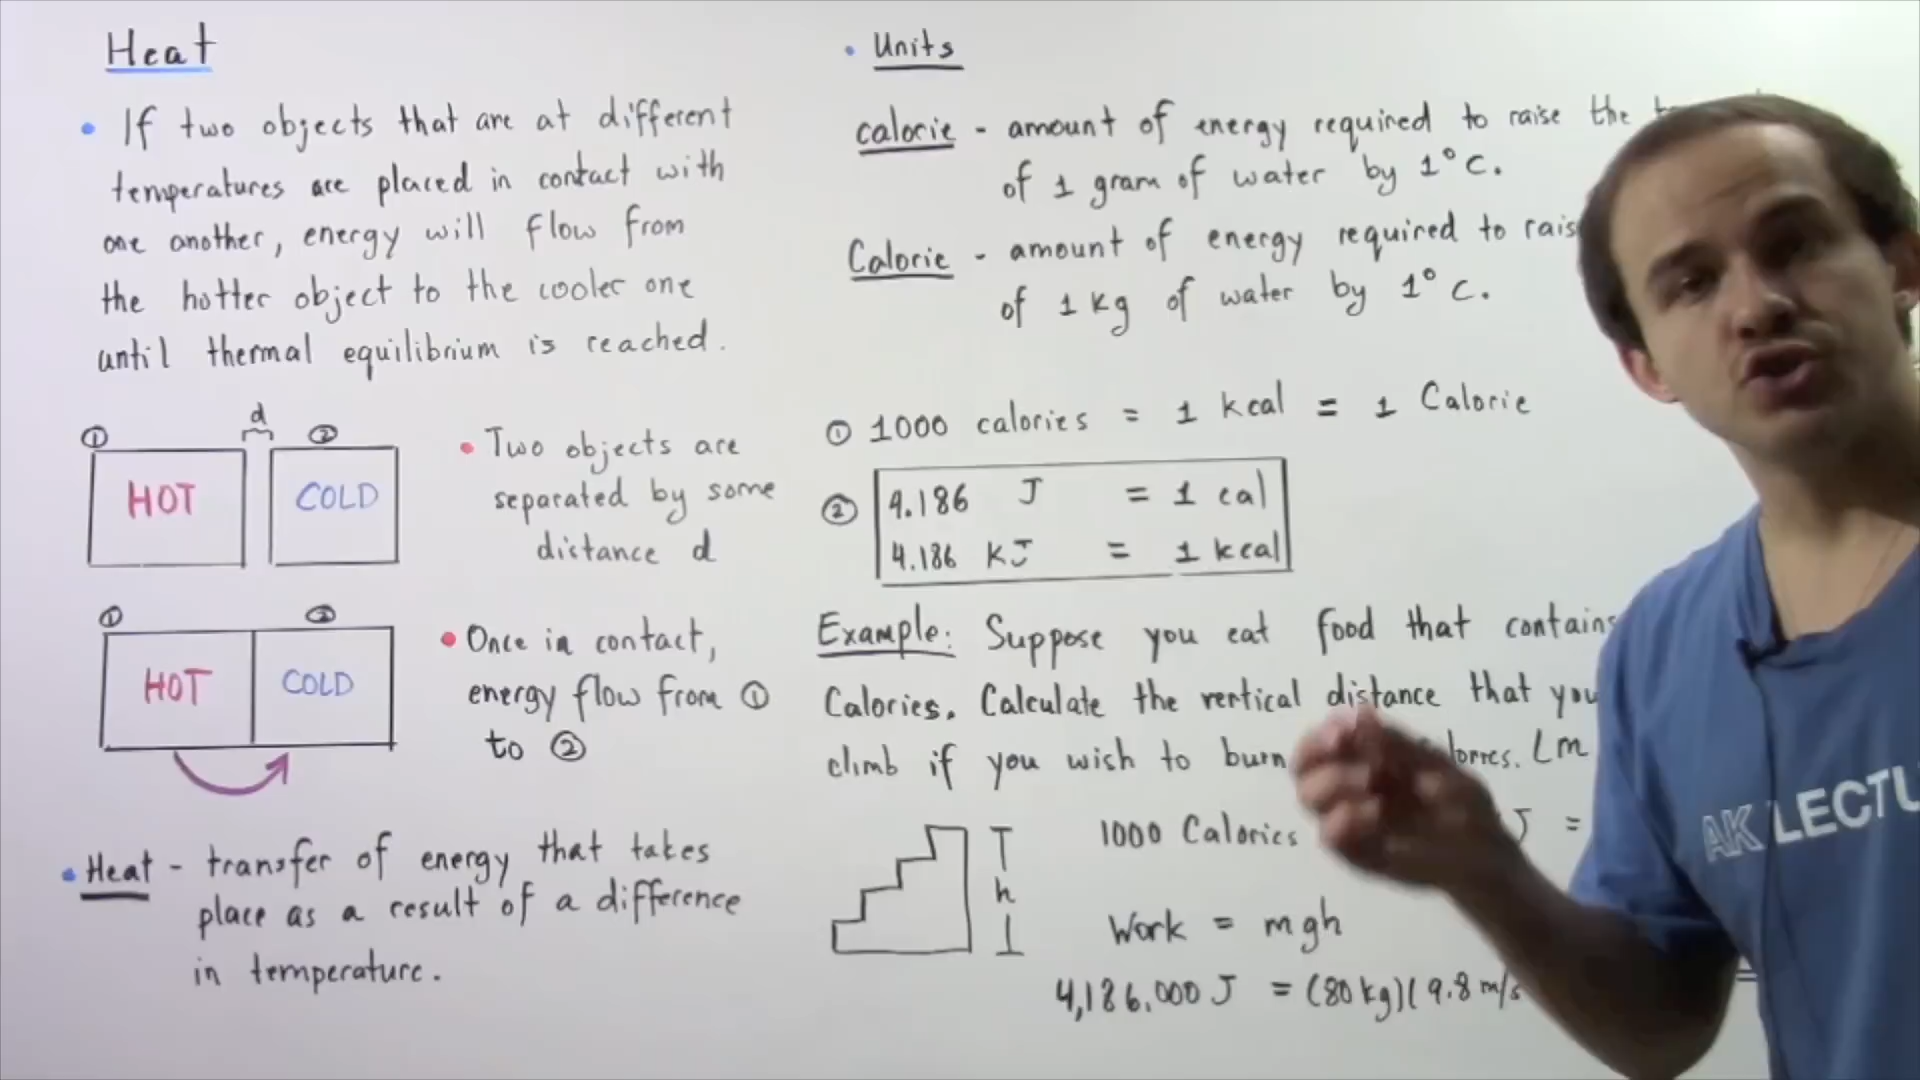 Heat
• If two objects that are at different
temperatures are placed in contact with
one another, energy will flow from
the hotter object to the cooler one
until thermal equilibrium is reached.
d
① ②
HOT COLD
• Two objects are
separated by some
distance d
① ②
HOT COLD
• Once in contact,
energy flow from ①
to ②
• Heat - transfer of energy that takes
place as a result of a difference
in temperature.
• Units
calorie - amount of energy required to raise the
of 1 gram of water by 1°C.
Calorie - amount of energy required to
of 1 kg of water by 1°C.
① 1000 calories = 1 kcal = 1 Calorie
② 4.186 J = 1 cal
4.186 kJ = 1 kcal
Example: Suppose you eat food that contains
Calories. Calculate the vertical distance that you
climb if you wish to burn
h
1000 Calories J =
Work = mgh
4,186,000 J = (80 kg)(9.8 m/s
AK LECTU